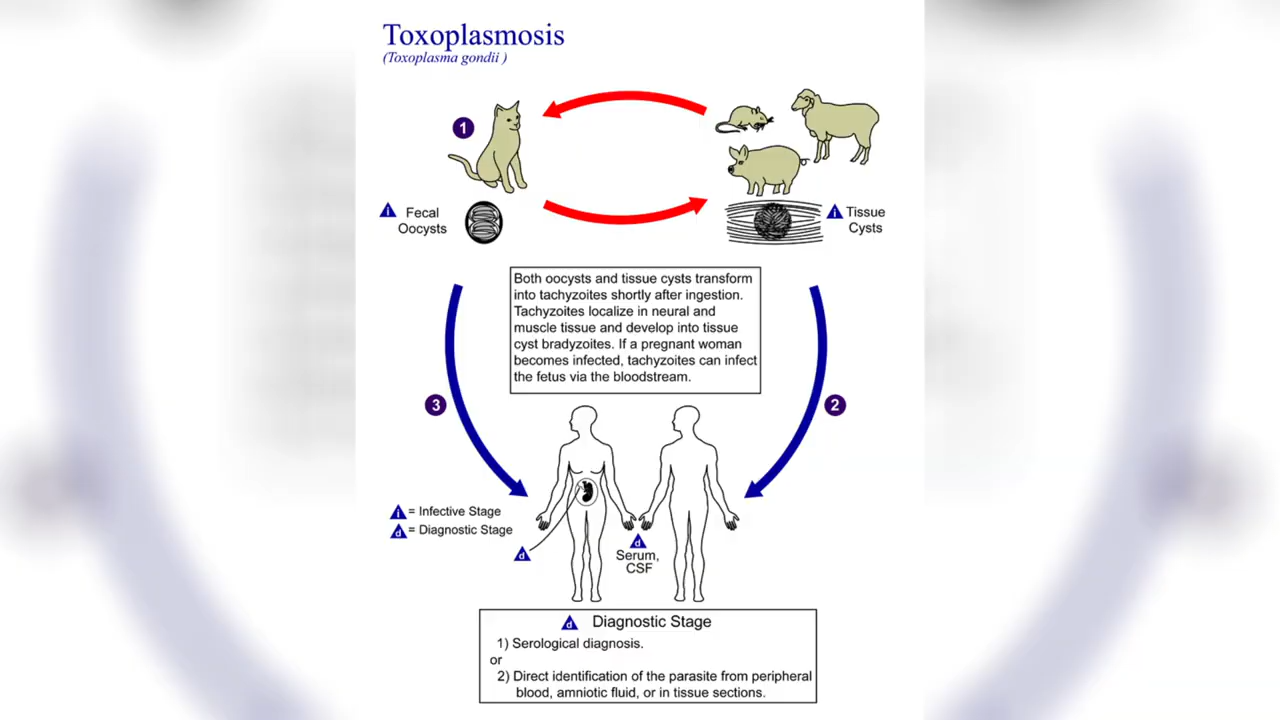 Toxoplasmosis
(Toxoplasma gondii )
1
i Fecal
Oocysts
i Tissue
Cysts
Both oocysts and tissue cysts transform
into tachyzoites shortly after ingestion.
Tachyzoites localize in neural and
muscle tissue and develop into tissue
cyst bradyzoites. If a pregnant woman
becomes infected, tachyzoites can infect
the fetus via the bloodstream.
3
2
i = Infective Stage
d = Diagnostic Stage
d
d
Serum,
CSF
d Diagnostic Stage
1) Serological diagnosis.
or
2) Direct identification of the parasite from peripheral
blood, amniotic fluid, or in tissue sections.